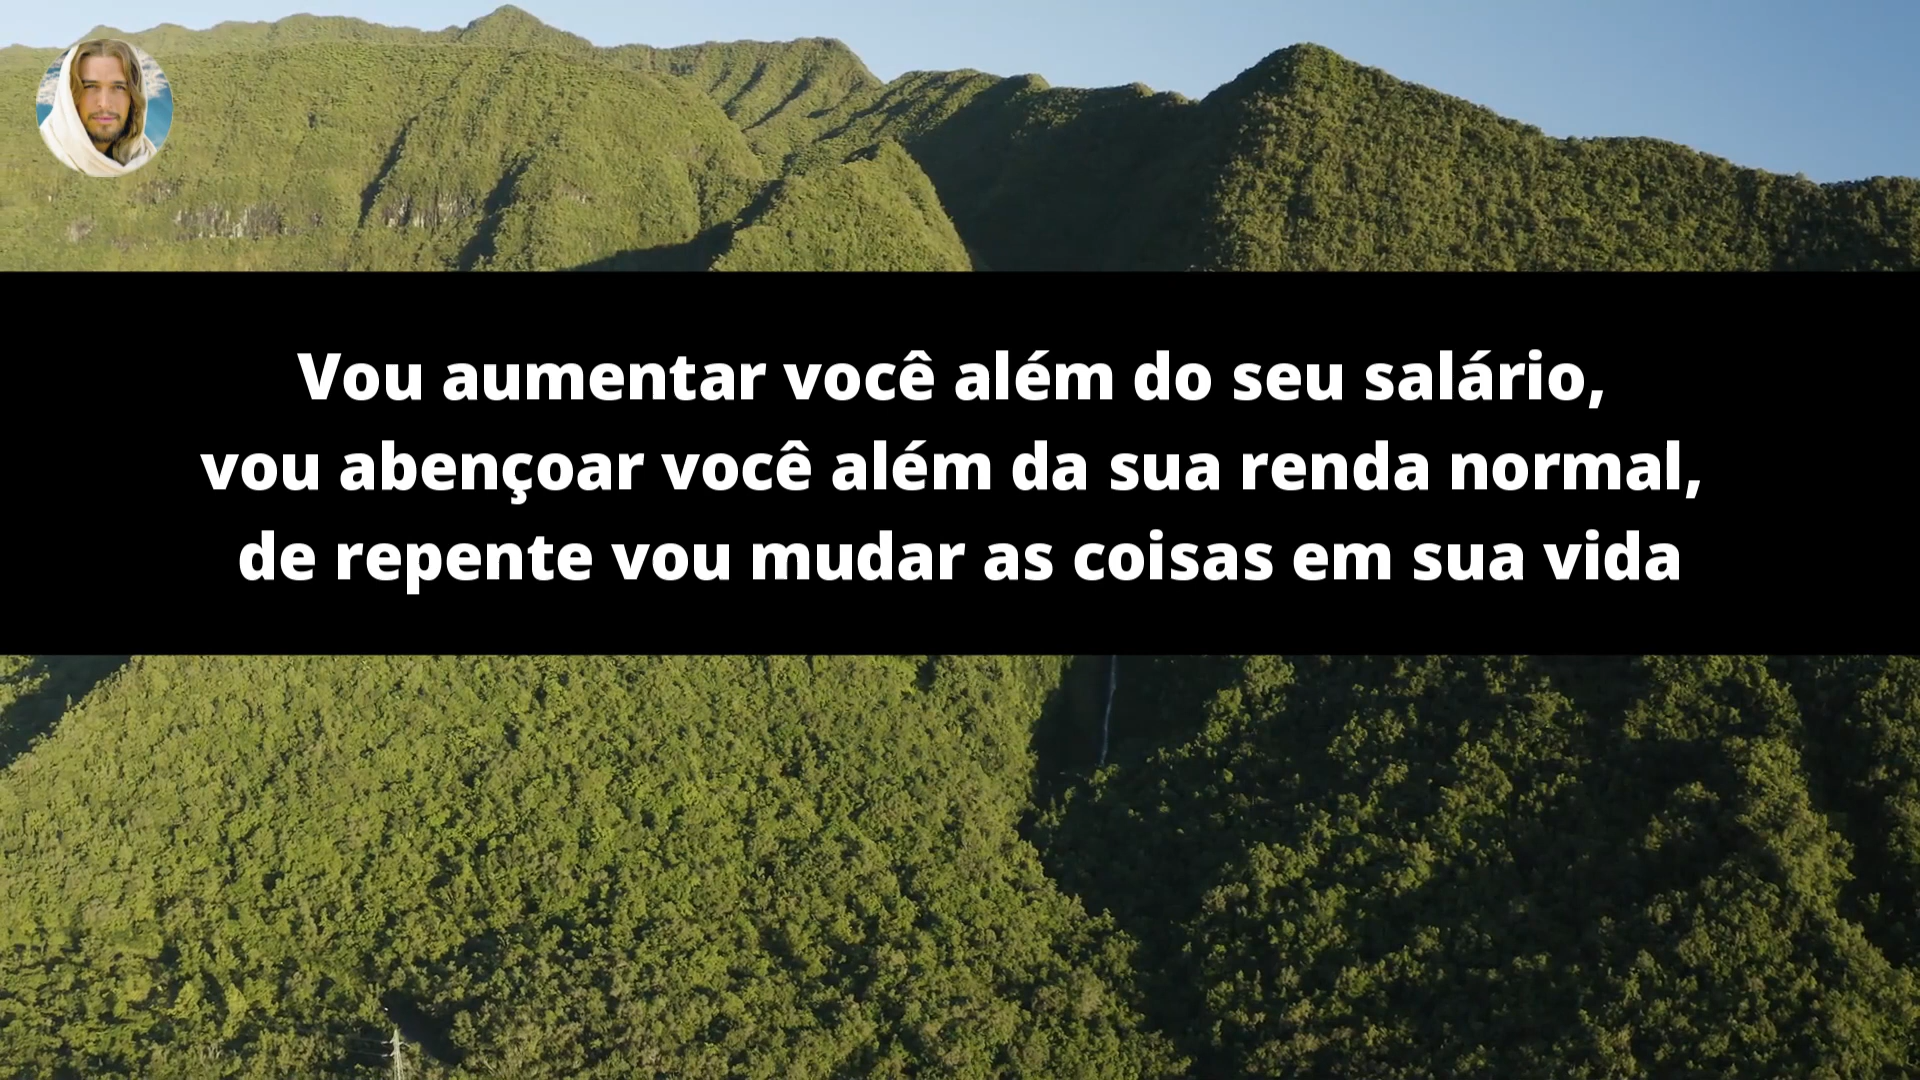 Vou aumentar você além do seu salário,
vou abençoar você além da sua renda normal,
de repente vou mudar as coisas em sua vida